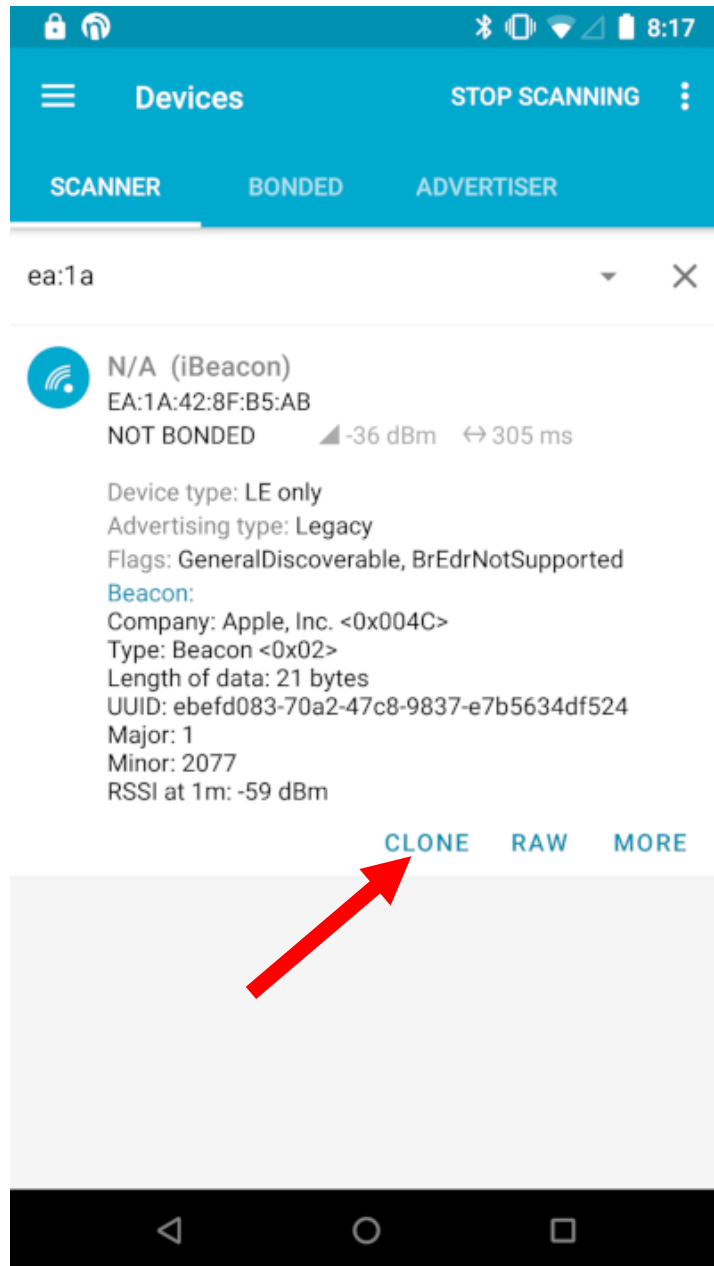 8:17
Devices STOP SCANNING
SCANNER BONDED ADVERTISER
ea:1a
N/A (iBeacon)
EA:1A:42:8F:B5:AB
NOT BONDED -36 dBm 305 ms
Device type: LE only
Advertising type: Legacy
Flags: GeneralDiscoverable, BrEdrNotSupported
Beacon:
Company: Apple, Inc. <0x004C>
Type: Beacon <0x02>
Length of data: 21 bytes
UUID: ebefd083-70a2-47c8-9837-e7b5634df524
Major: 1
Minor: 2077
RSSI at 1m: -59 dBm
CLONE RAW MORE